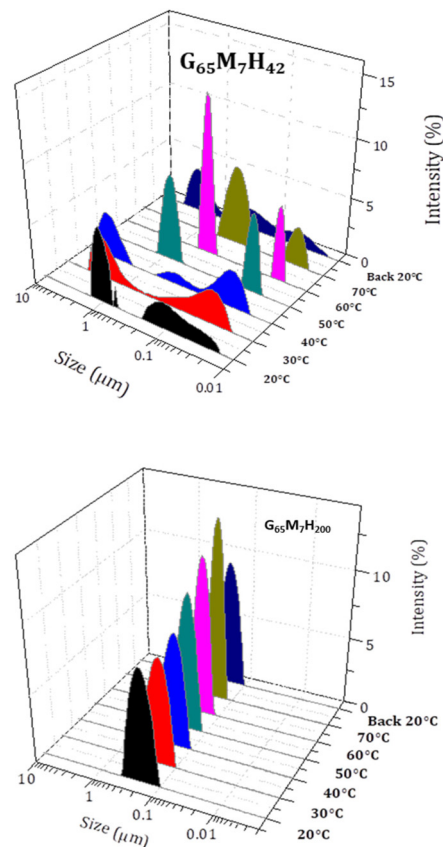 G₆₅M₇H₄₂
15
10
5
0
Intensity (%)
Back 20°C
70°C
60°C
50°C
40°C
30°C
20°C
10
1
0.1
0.01
Size (µm)
G₆₅M₇H₂₀₀
10
5
0
Intensity (%)
Back 20°C
70°C
60°C
50°C
40°C
30°C
20°C
10
1
0.1
0.01
Size (µm)